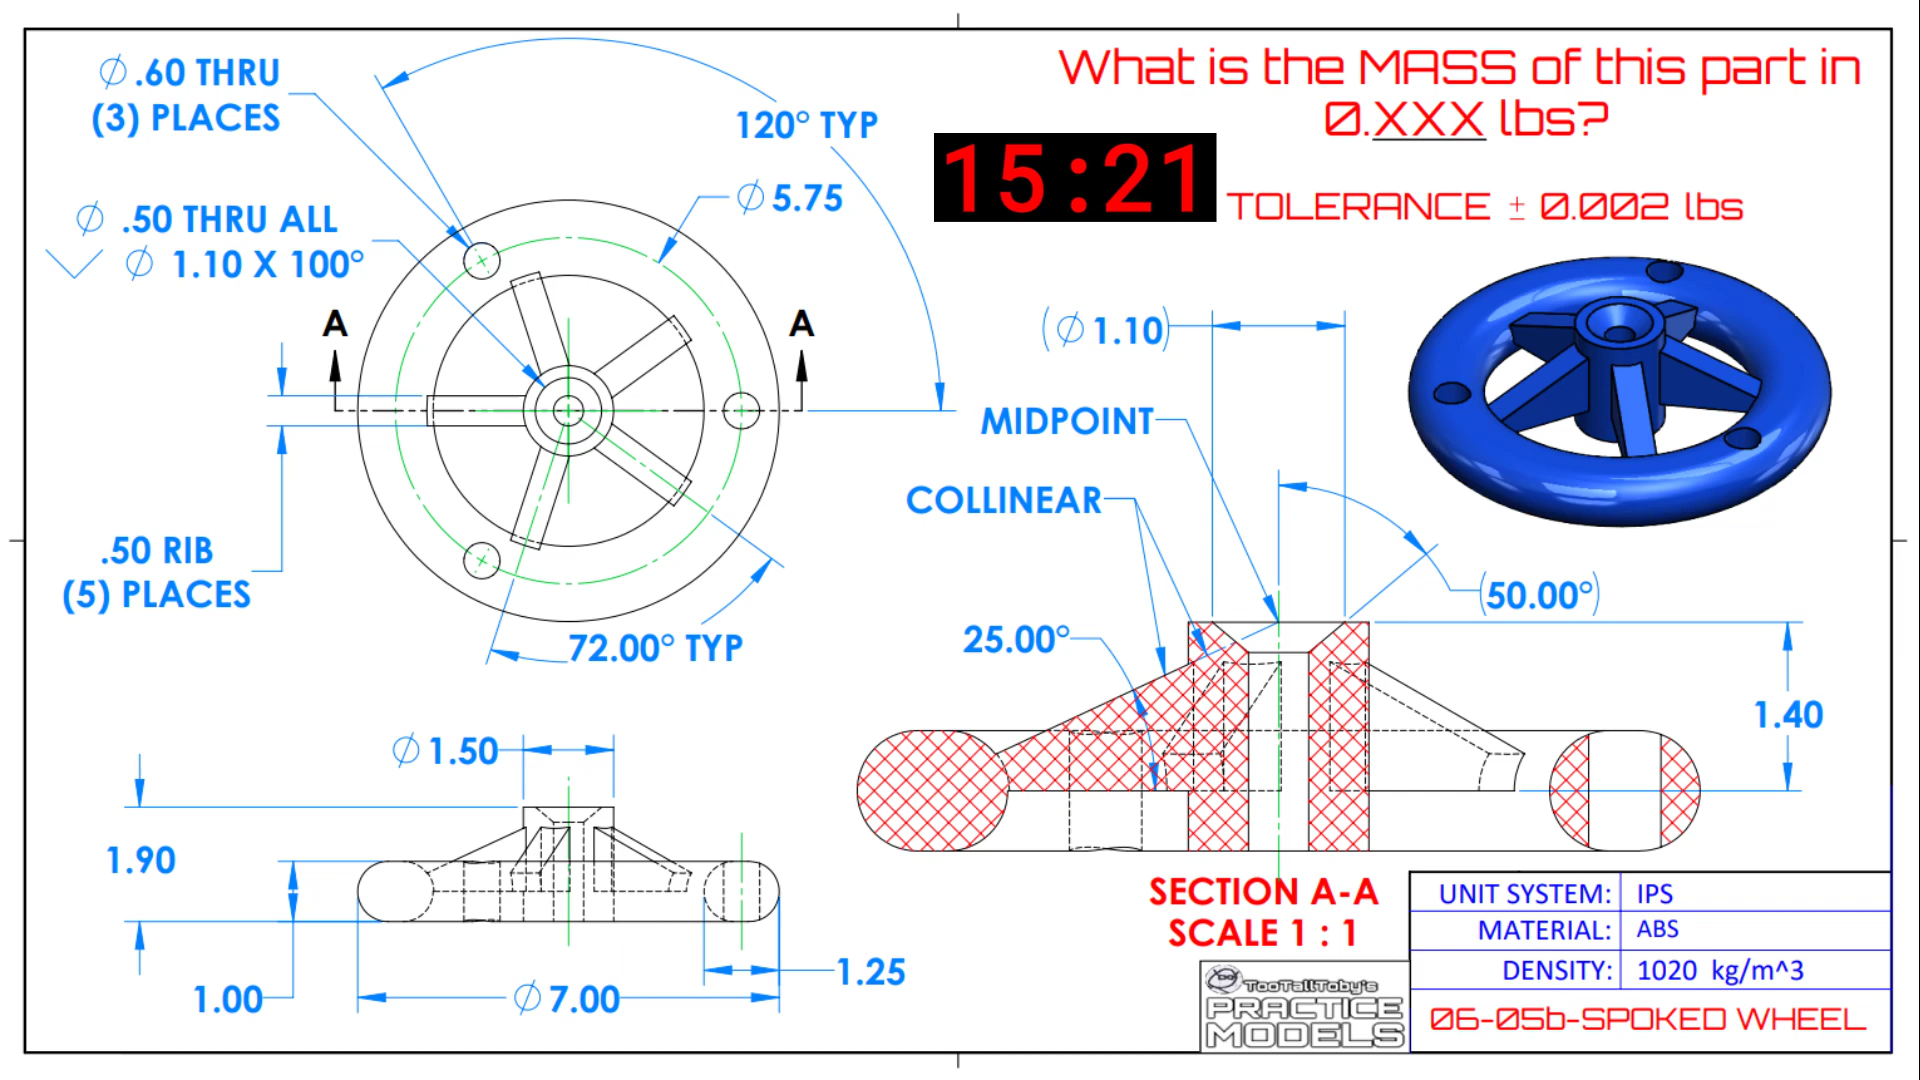 What is the MASS of this part in
0.XXX lbs?
15:21
TOLERANCE ± 0.002 lbs
∅ .60 THRU
(3) PLACES
120° TYP
∅ 5.75
∅ .50 THRU ALL
⌵ ∅ 1.10 X 100°
A
A
.50 RIB
(5) PLACES
72.00° TYP
(∅ 1.10)
MIDPOINT
COLLINEAR
(50.00°)
25.00°
1.40
∅ 1.50
1.90
1.00
∅ 7.00
1.25
SECTION A-A
SCALE 1 : 1
UNIT SYSTEM: IPS
MATERIAL: ABS
DENSITY: 1020 kg/m^3
06-05b-SPOKED WHEEL
TooTallToby's
PRACTICE
MODELS